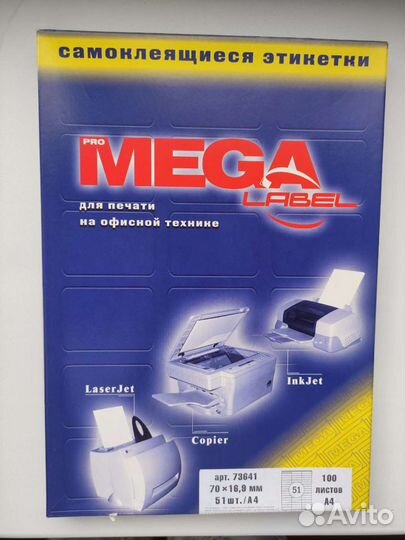 самоклеящиеся этикетки
PRO
MEGA
LABEL
для печати
на офисной технике
InkJet
LaserJet
Copier
арт. 73641
70×16,9 мм
51шт./А4
51
100
листов
А4
Avito